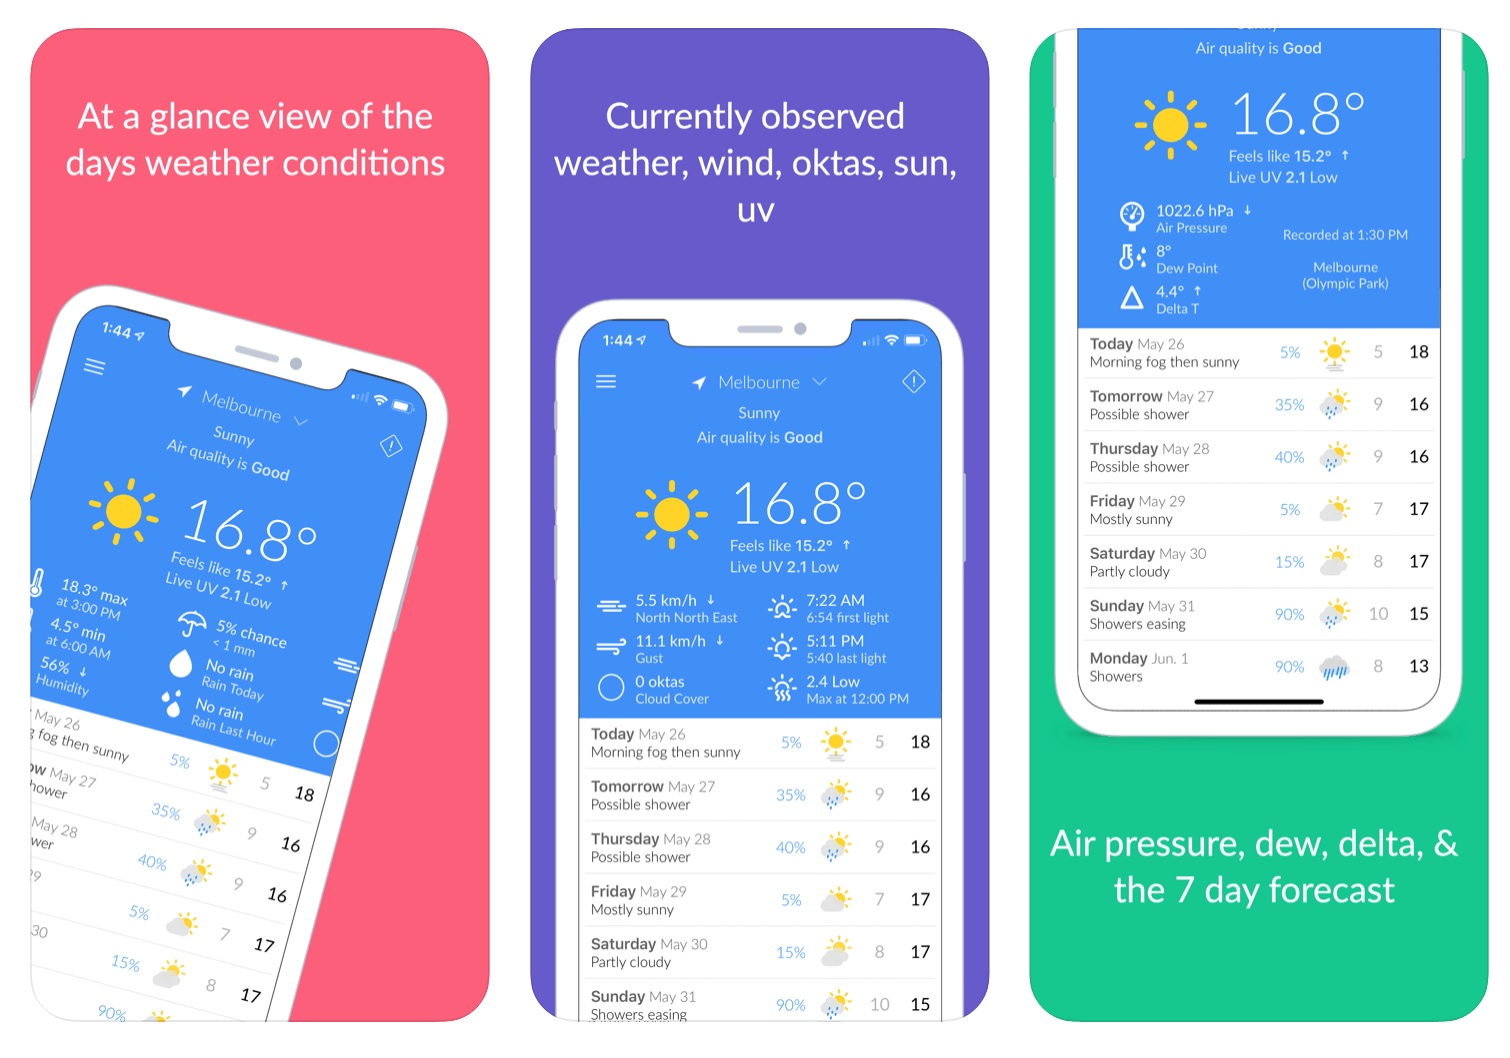 At a glance view of the
days weather conditions
1:44
Melbourne
Sunny
Air quality is Good
16.8°
Feels like 15.2° ↑
Live UV 2.1 Low
18.3° max
at 3:00 PM
4.5° min
at 6:00 AM
56% ↓
Humidity
5% chance
< 1 mm
No rain
Rain Today
No rain
Rain Last Hour
May 26
g fog then sunny
5%
5
18
ow May 27
hower
35%
9
16
May 28
wer
40%
9
16
29
5%
7
17
30
15%
8
17
90%
Currently observed
weather, wind, oktas, sun,
uv
1:44
Melbourne
Sunny
Air quality is Good
16.8°
Feels like 15.2° ↑
Live UV 2.1 Low
5.5 km/h ↓
North North East
11.1 km/h ↓
Gust
0 oktas
Cloud Cover
7:22 AM
6:54 first light
5:11 PM
5:40 last light
2.4 Low
Max at 12:00 PM
Today May 26
Morning fog then sunny
5%
5
18
Tomorrow May 27
Possible shower
35%
9
16
Thursday May 28
Possible shower
40%
9
16
Friday May 29
Mostly sunny
5%
7
17
Saturday May 30
Partly cloudy
15%
8
17
Sunday May 31
Showers easing
90%
10
15
Sunny
Air quality is Good
16.8°
Feels like 15.2° ↑
Live UV 2.1 Low
1022.6 hPa ↓
Air Pressure
8°
Dew Point
4.4° ↑
Delta T
Recorded at 1:30 PM
Melbourne
(Olympic Park)
Today May 26
Morning fog then sunny
5%
5
18
Tomorrow May 27
Possible shower
35%
9
16
Thursday May 28
Possible shower
40%
9
16
Friday May 29
Mostly sunny
5%
7
17
Saturday May 30
Partly cloudy
15%
8
17
Sunday May 31
Showers easing
90%
10
15
Monday Jun. 1
Showers
90%
8
13
Air pressure, dew, delta, &
the 7 day forecast